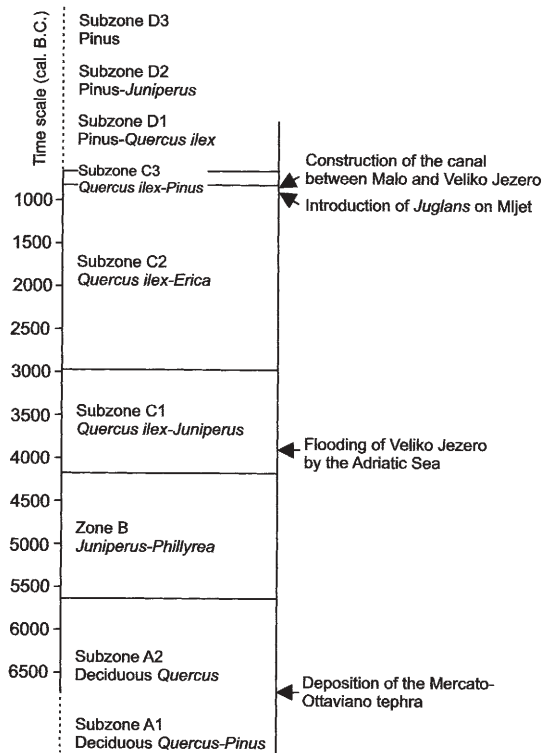 Time scale (cal. B.C.)
Subzone D3
Pinus
Subzone D2
Pinus-Juniperus
Subzone D1
Pinus-Quercus ilex
Subzone C3
Quercus ilex-Pinus
Construction of the canal
between Malo and Veliko Jezero
Introduction of Juglans on Mljet
1000
1500
Subzone C2
Quercus ilex-Erica
2000
2500
3000
Subzone C1
Quercus ilex-Juniperus
3500
Flooding of Veliko Jezero
by the Adriatic Sea
4000
4500
Zone B
Juniperus-Phillyrea
5000
5500
6000
Subzone A2
Deciduous Quercus
6500
Deposition of the Mercato-
Ottaviano tephra
Subzone A1
Deciduous Quercus-Pinus